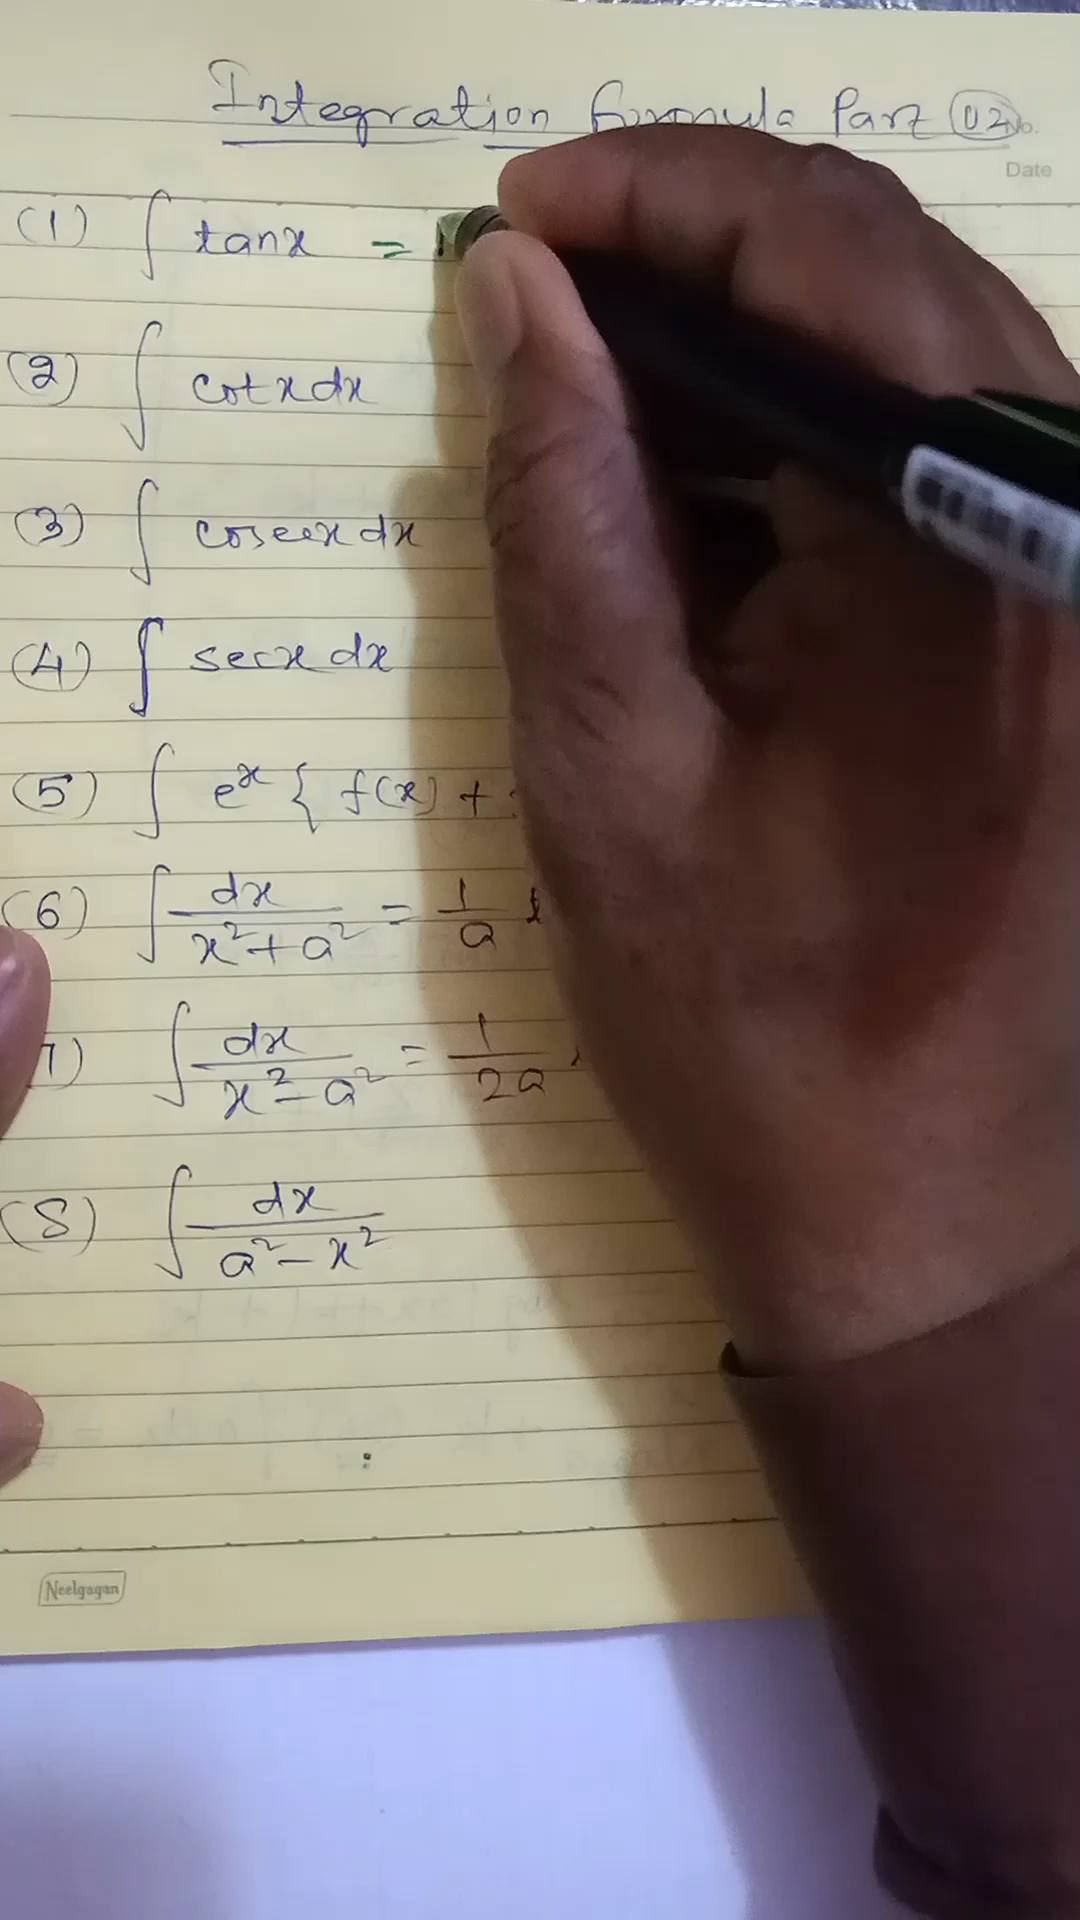 Integration formula Part 02
Date
(1) ∫ tanx =
(2) ∫ cotx dx
(3) ∫ cosecx dx
(4) ∫ secx dx
(5) ∫ e^x { f(x) +
(6) ∫ dx/(x²+a²) = 1/a
7) ∫ dx/(x²-a²) = 1/2a
(8) ∫ dx/(a²-x²)
Neelgagan